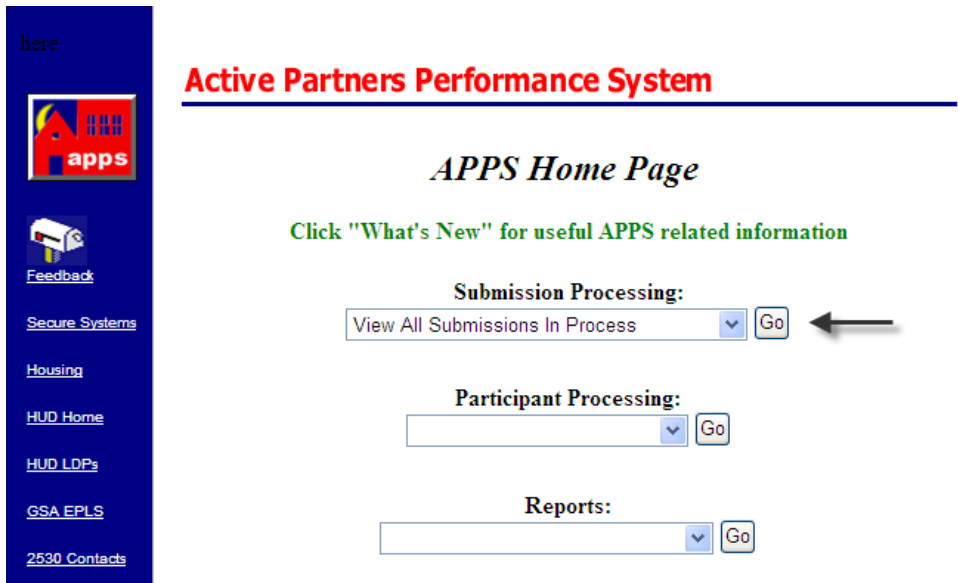 here
apps
Feedback
Secure Systems
Housing
HUD Home
HUD LDPs
GSA EPLS
2530 Contacts
Active Partners Performance System
APPS Home Page
Click "What's New" for useful APPS related information
Submission Processing:
View All Submissions In Process Go
Participant Processing:
Go
Reports:
Go